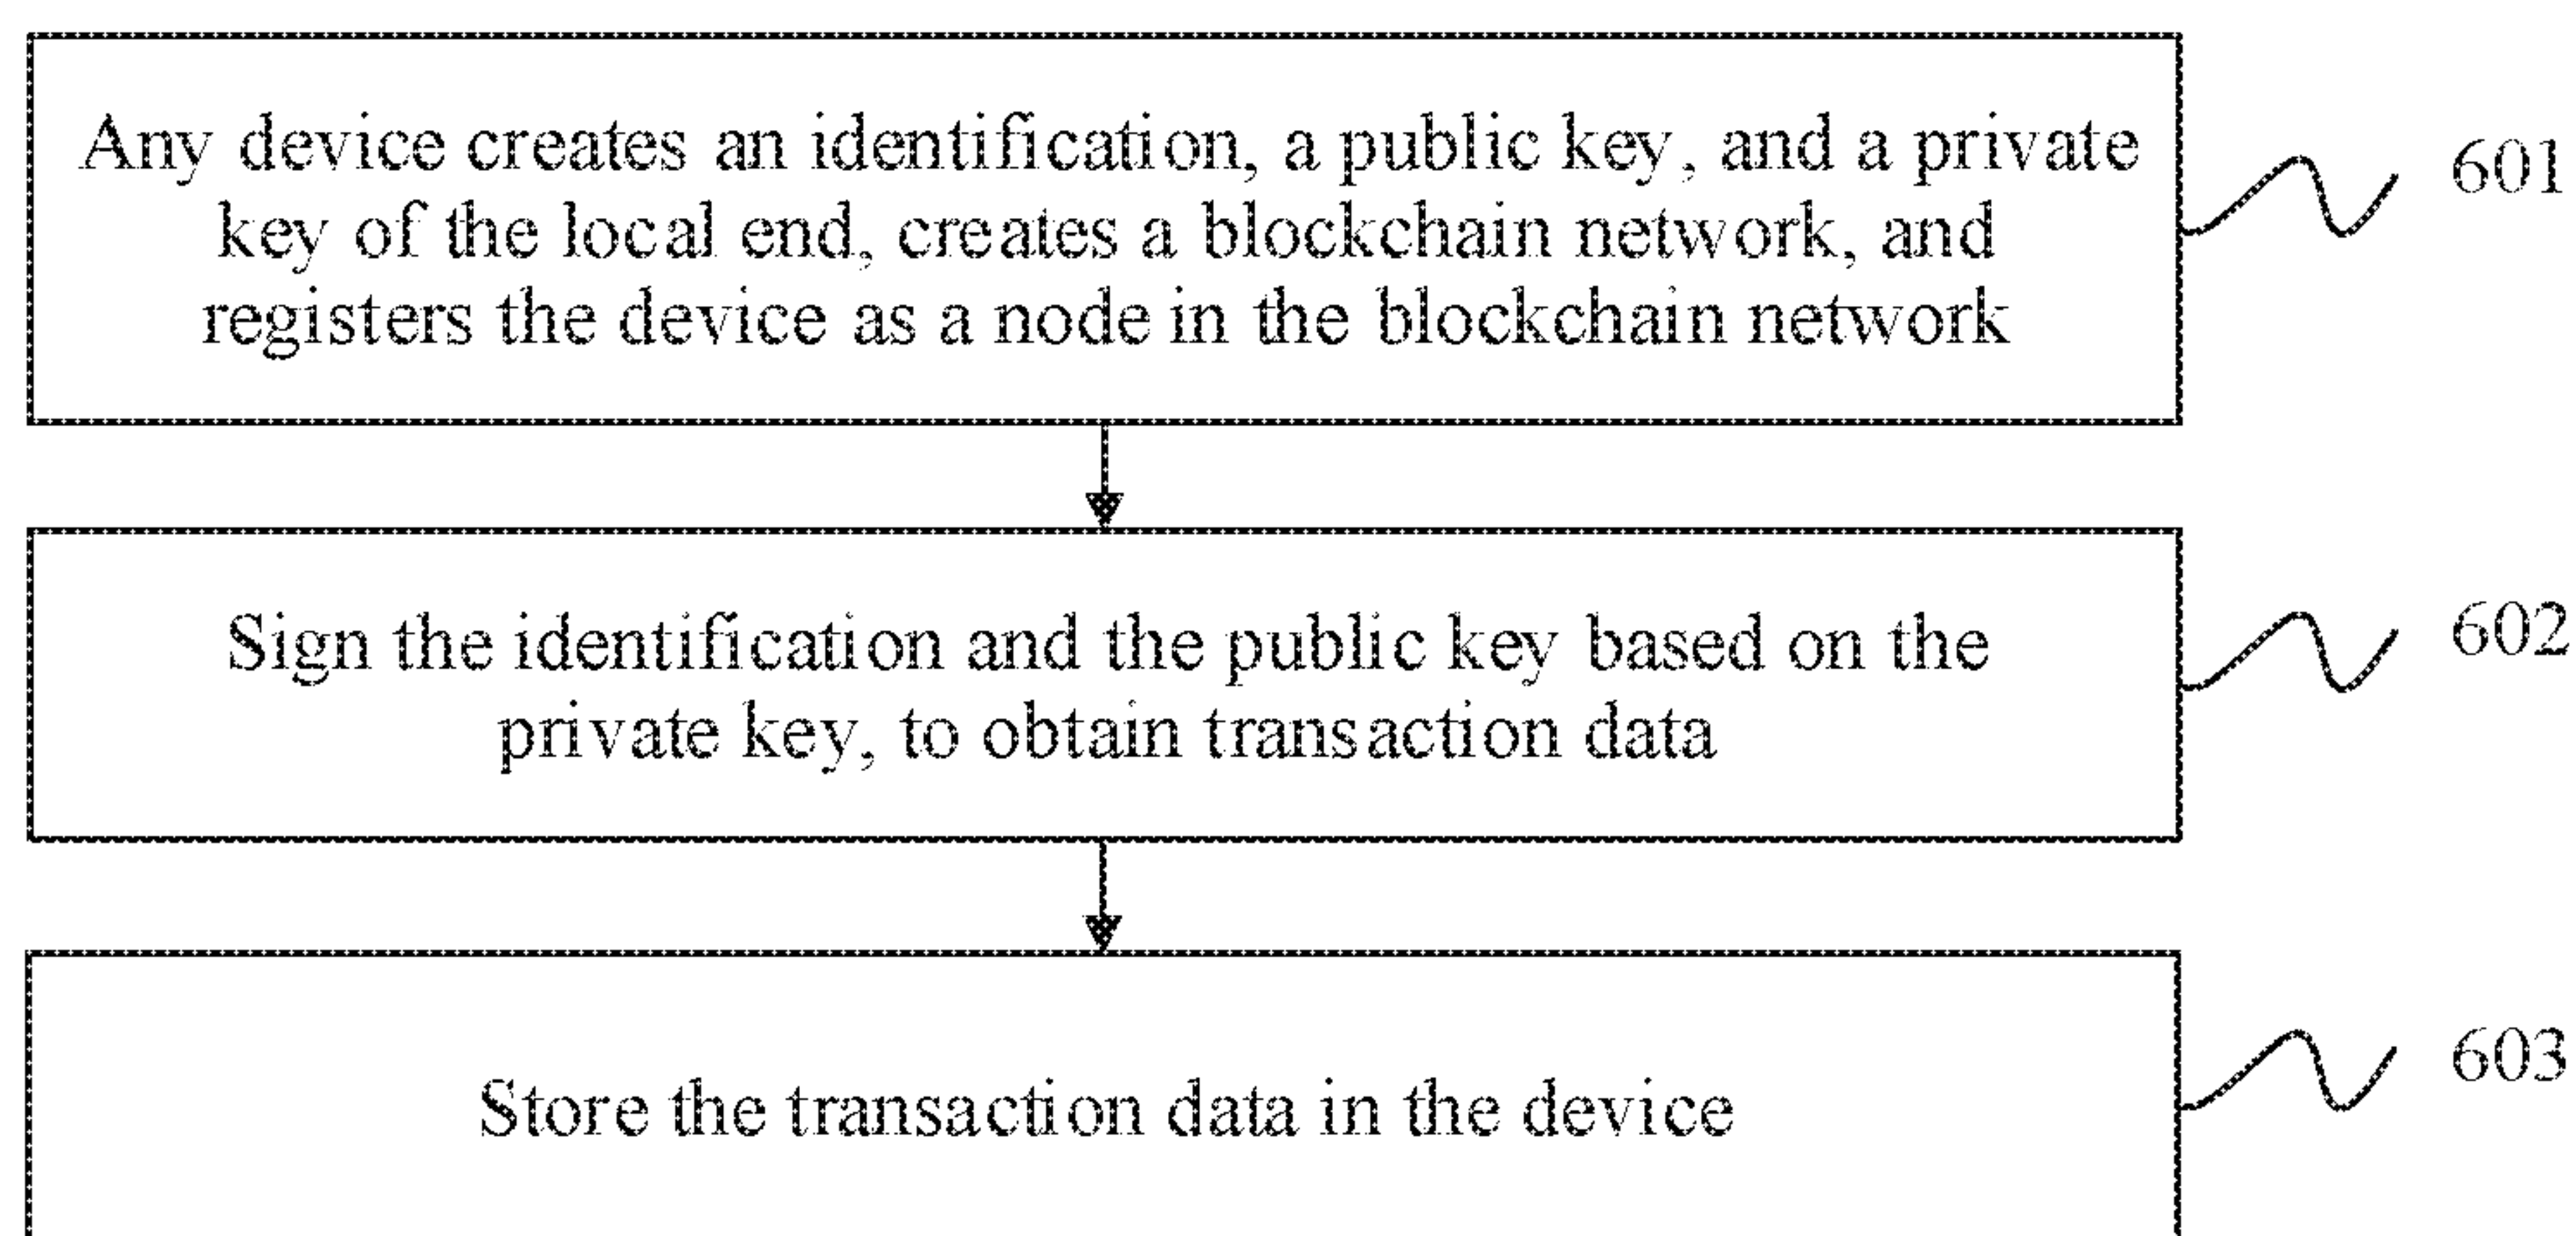 Any device creates an identification, a public key, and a private
key of the local end, creates a blockchain network, and
registers the device as a node in the blockchain network
601
Sign the identification and the public key based on the
private key, to obtain transaction data
602
Store the transaction data in the device
603